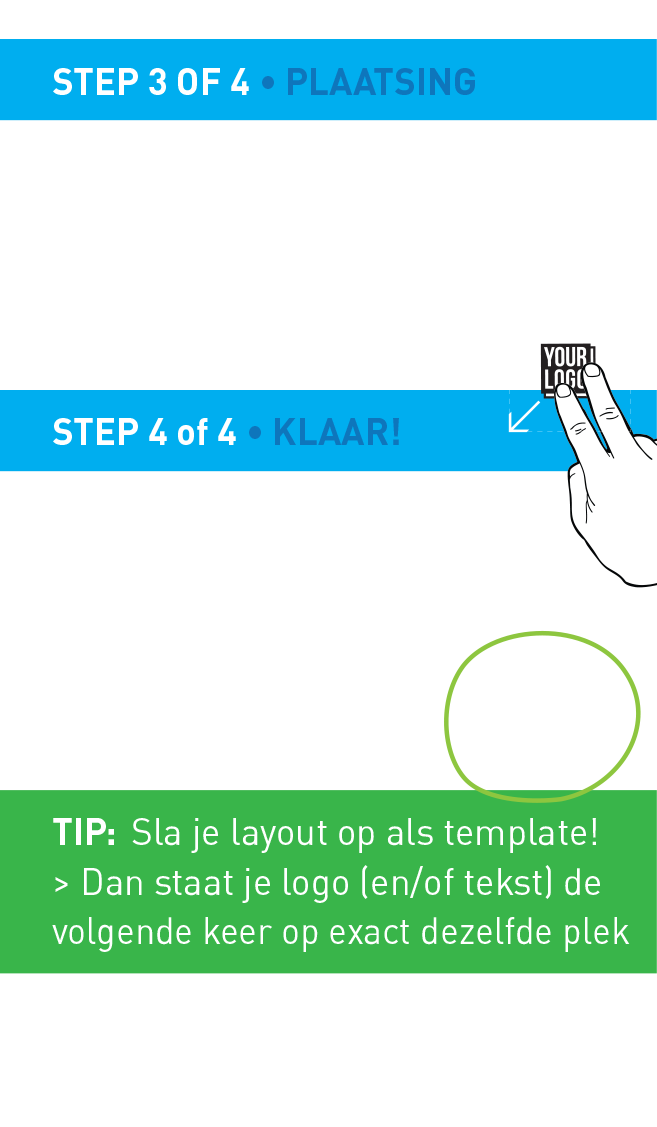 STEP 3 OF 4 • PLAATSING
YOUR
LOGO
STEP 4 of 4 • KLAAR!
TIP: Sla je layout op als template!
> Dan staat je logo (en/of tekst) de
volgende keer op exact dezelfde plek